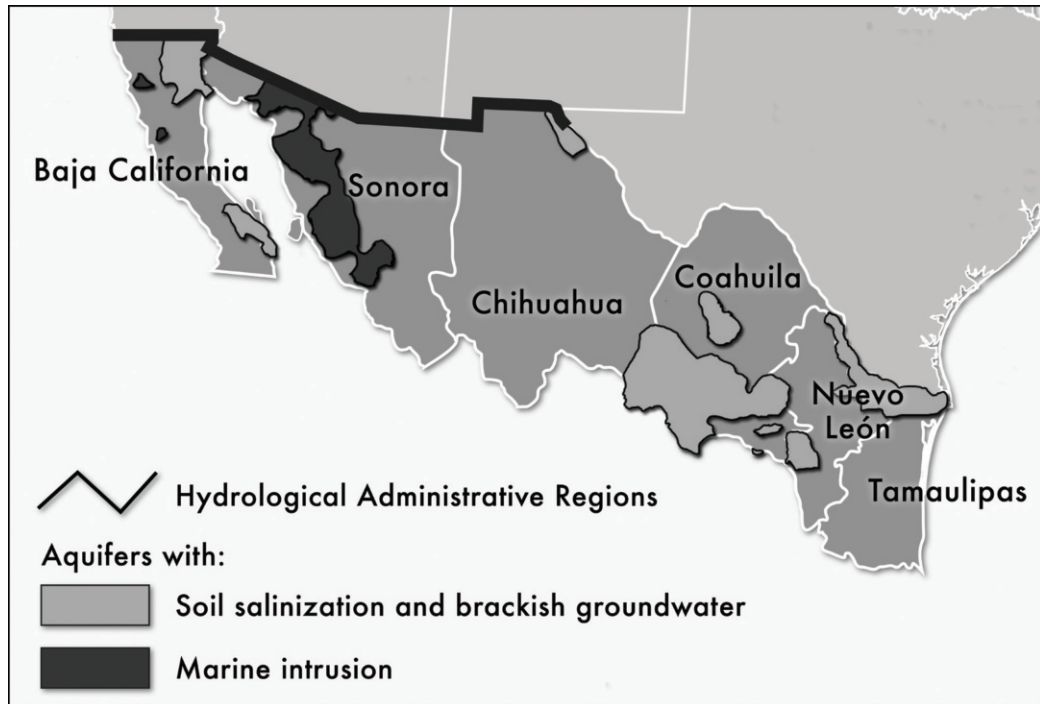 Baja California
Sonora
Chihuahua
Coahuila
Nuevo
León
Tamaulipas
Hydrological Administrative Regions
Aquifers with:
Soil salinization and brackish groundwater
Marine intrusion